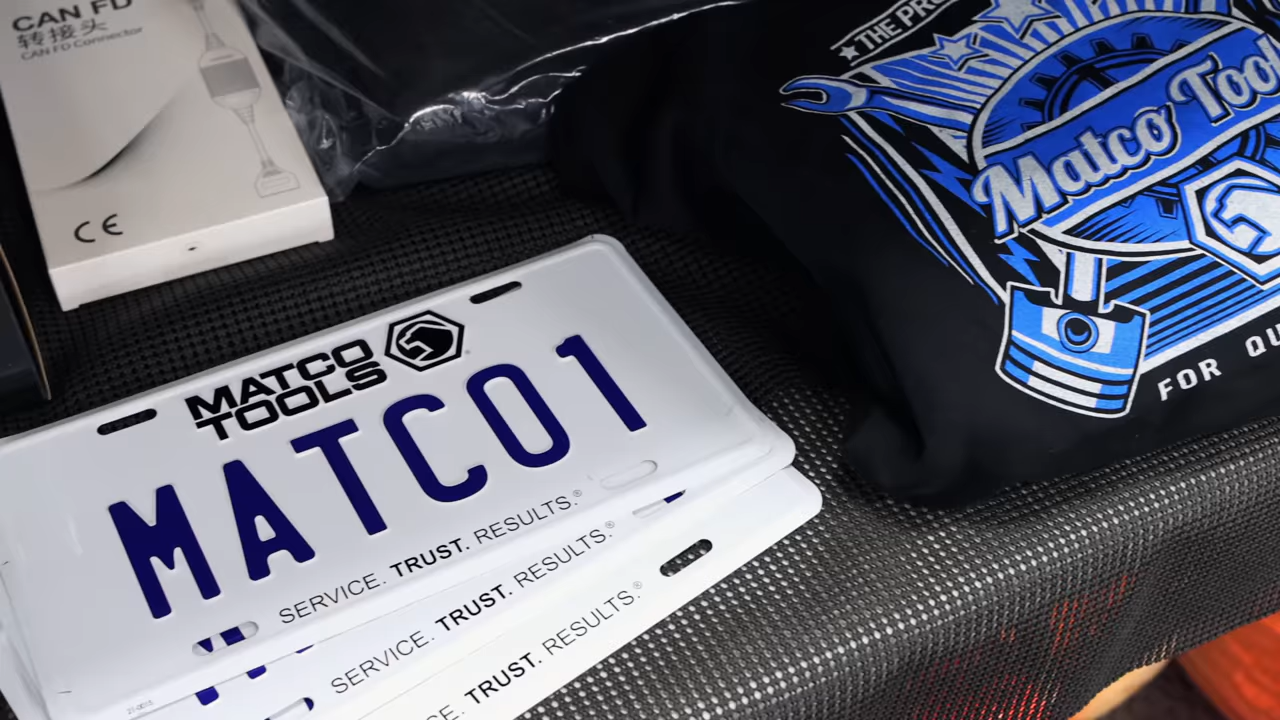 CAN FD
转接头
CAN FD Connector
CE
MATCO
TOOLS
MATCO1
SERVICE. TRUST. RESULTS.®
SERVICE. TRUST. RESULTS.®
TRUST. RESULTS.®
THE PRO
Matco Tool
FOR QU